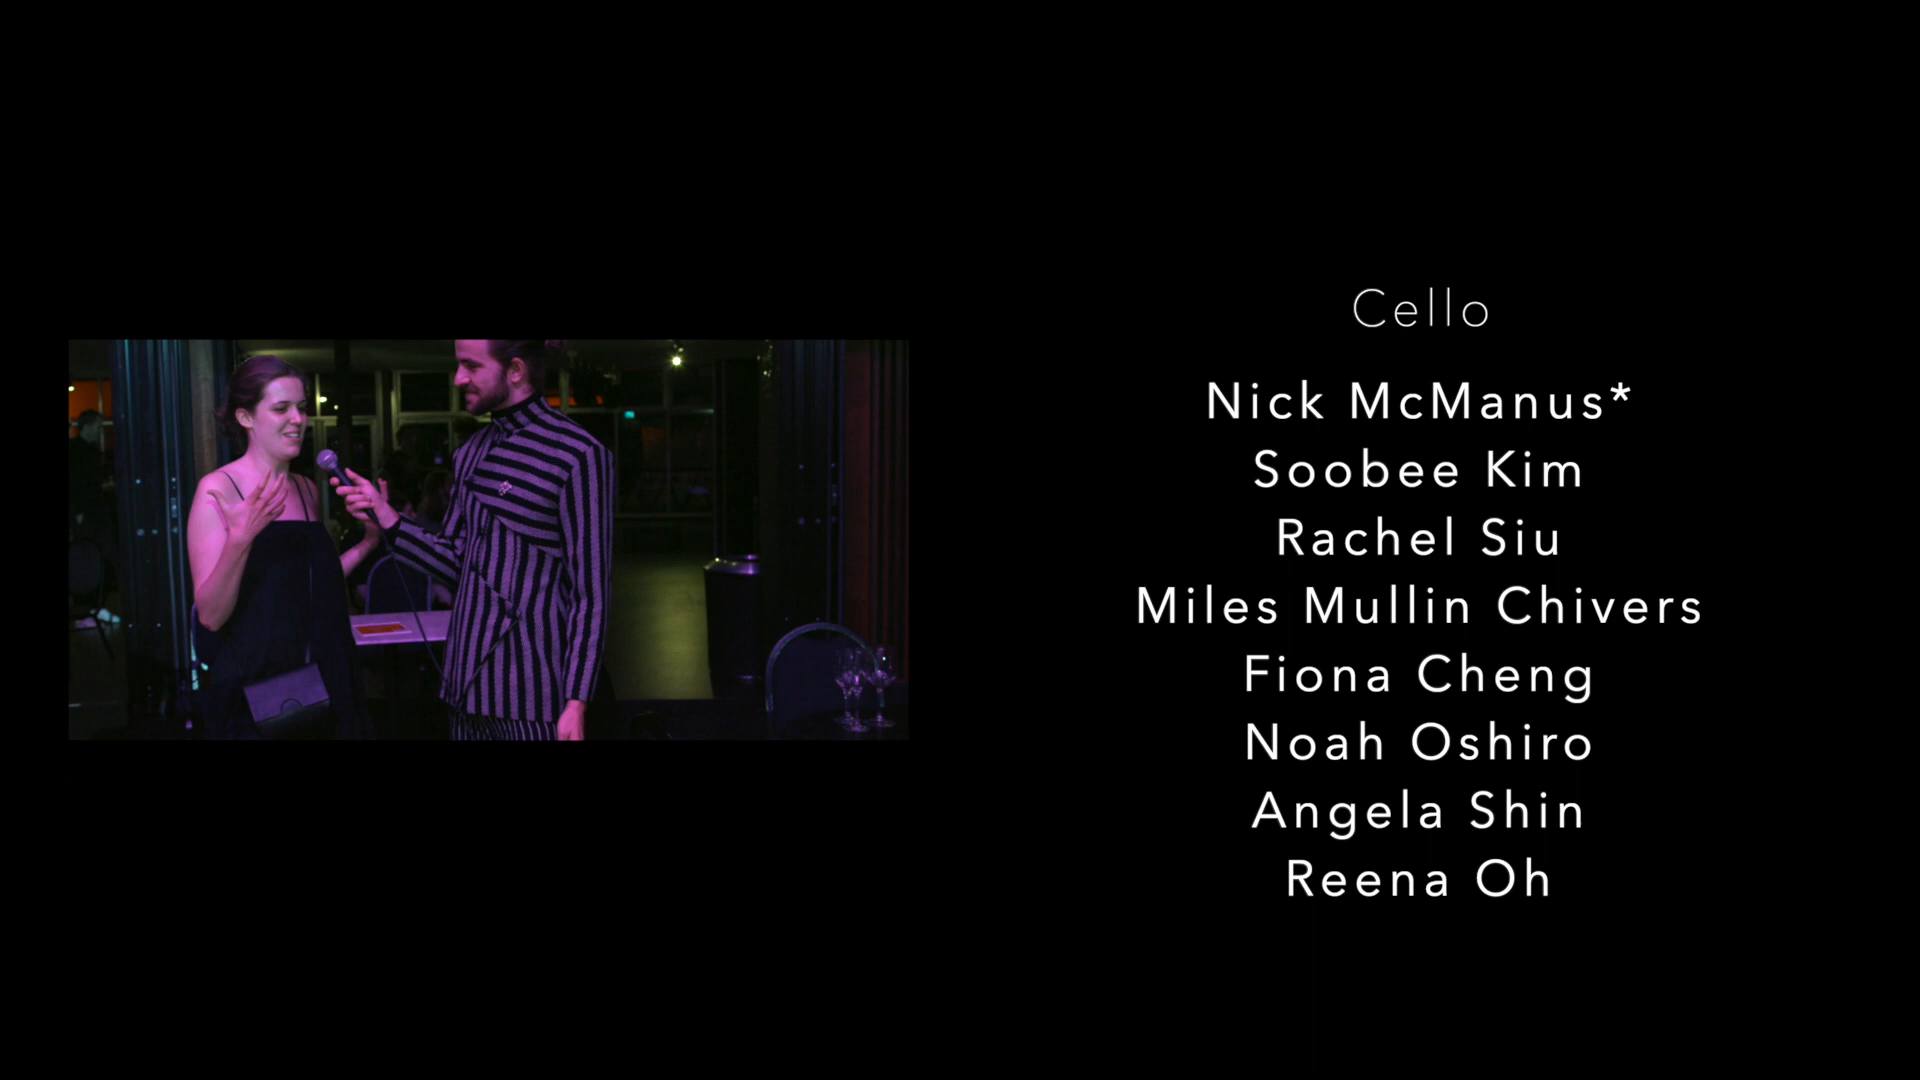 Cello
Nick McManus*
Soobee Kim
Rachel Siu
Miles Mullin Chivers
Fiona Cheng
Noah Oshiro
Angela Shin
Reena Oh